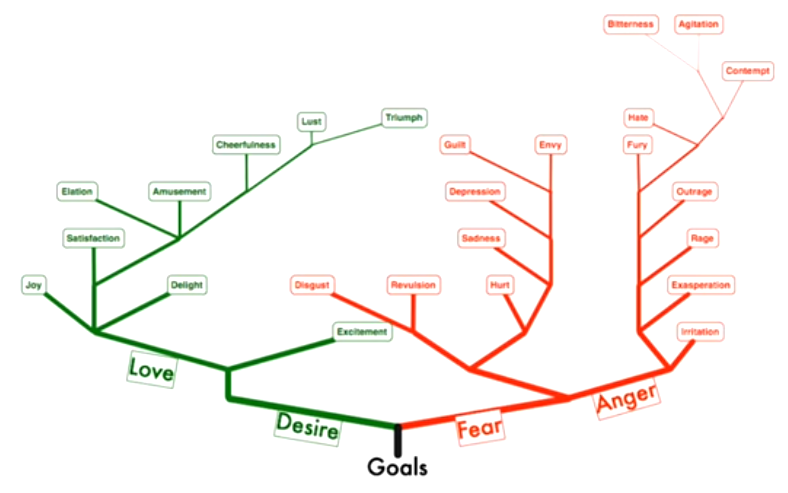 Bitterness
Agitation
Contempt
Lust
Triumph
Hate
Cheerfulness
Guilt
Envy
Fury
Elation
Amusement
Depression
Outrage
Satisfaction
Sadness
Rage
Joy
Delight
Disgust
Revulsion
Hurt
Exasperation
Excitement
Irritation
Love
Anger
Desire
Fear
Goals